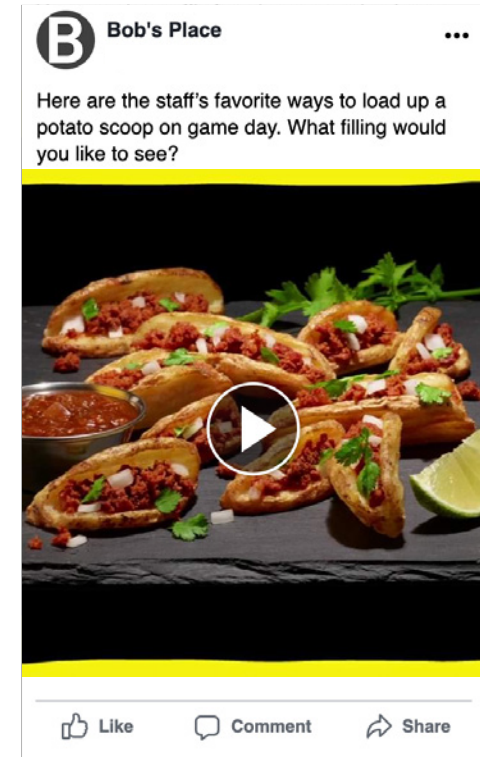 B
Bob's Place
Here are the staff’s favorite ways to load up a
potato scoop on game day. What filling would
you like to see?
Like
Comment
Share